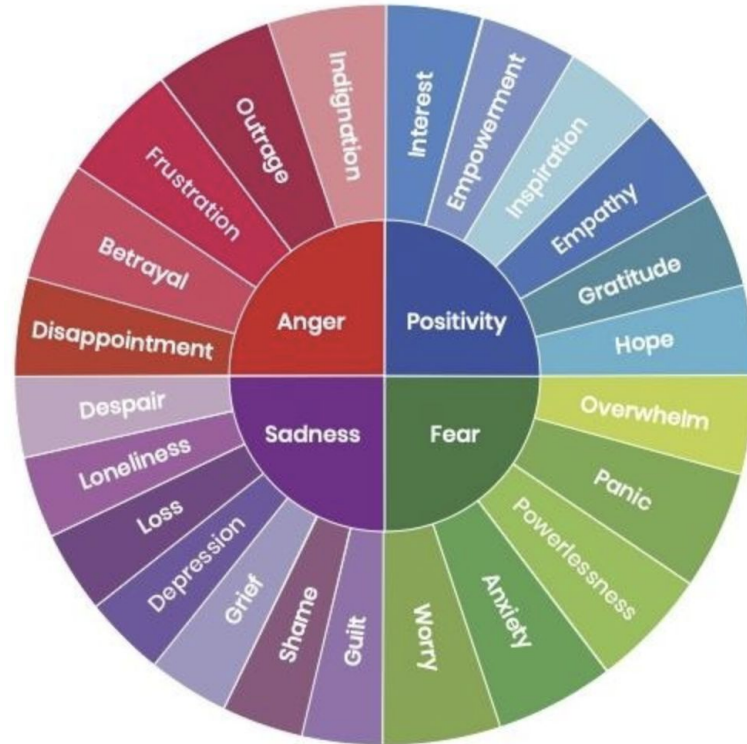 Indignation
Outrage
Frustration
Betrayal
Disappointment
Anger
Interest
Empowerment
Inspiration
Empathy
Gratitude
Hope
Positivity
Despair
Loneliness
Loss
Depression
Grief
Shame
Guilt
Sadness
Overwhelm
Panic
Powerlessness
Anxiety
Worry
Fear